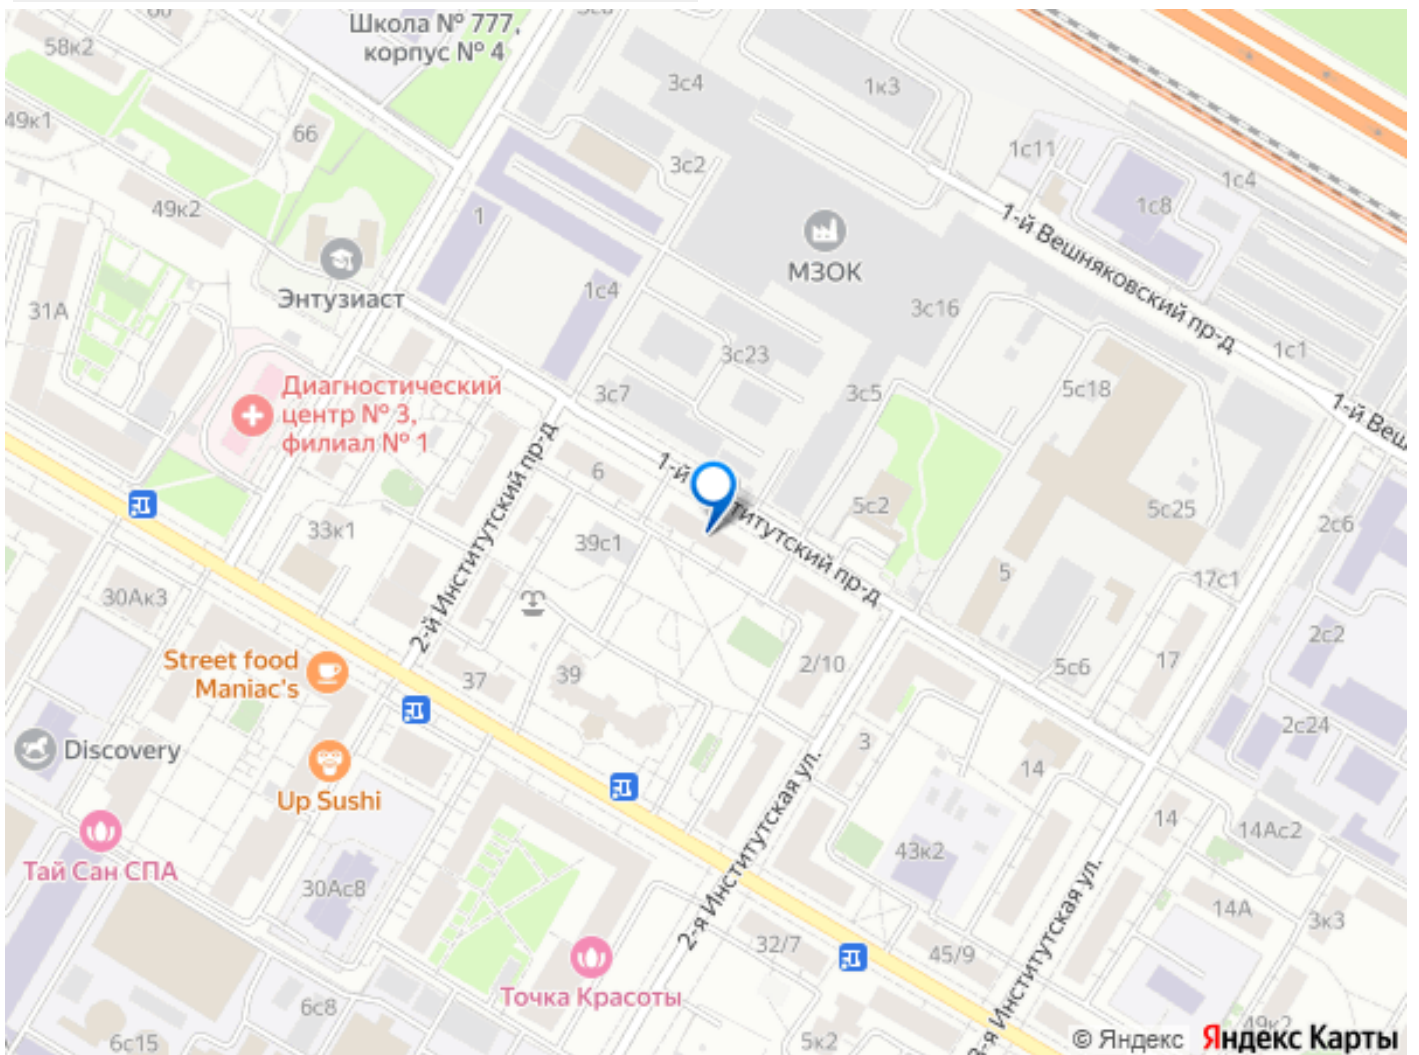 Школа № 777,
корпус № 4
58к2
3с4
1к3
49к1
66
3с2
1с11
1с4
1с8
49к2
1
МЗОК
1-й Вешняковский пр-д
Энтузиаст
1с4
3с16
31А
3с23
1с1
Диагностический
центр № 3,
филиал № 1
3с7
3с5
5с18
1-й Веш
6
1-й
титутский пр-д
2-й Институтский пр-д
5с2
5с25
2с6
33к1
39с1
5
17с1
30Ак3
2с2
Street food
Maniac's
37
39
2/10
5с6
17
2с24
Discovery
3
14
Up Sushi
2-я Институтская ул.
14
14Ас2
43к2
Тай Сан СПА
30Ас8
3-я Институтская ул.
14А
3к3
32/7
45/9
Точка Красоты
6с8
49к2
6с15
5к2
© Яндекс Яндекс Карты